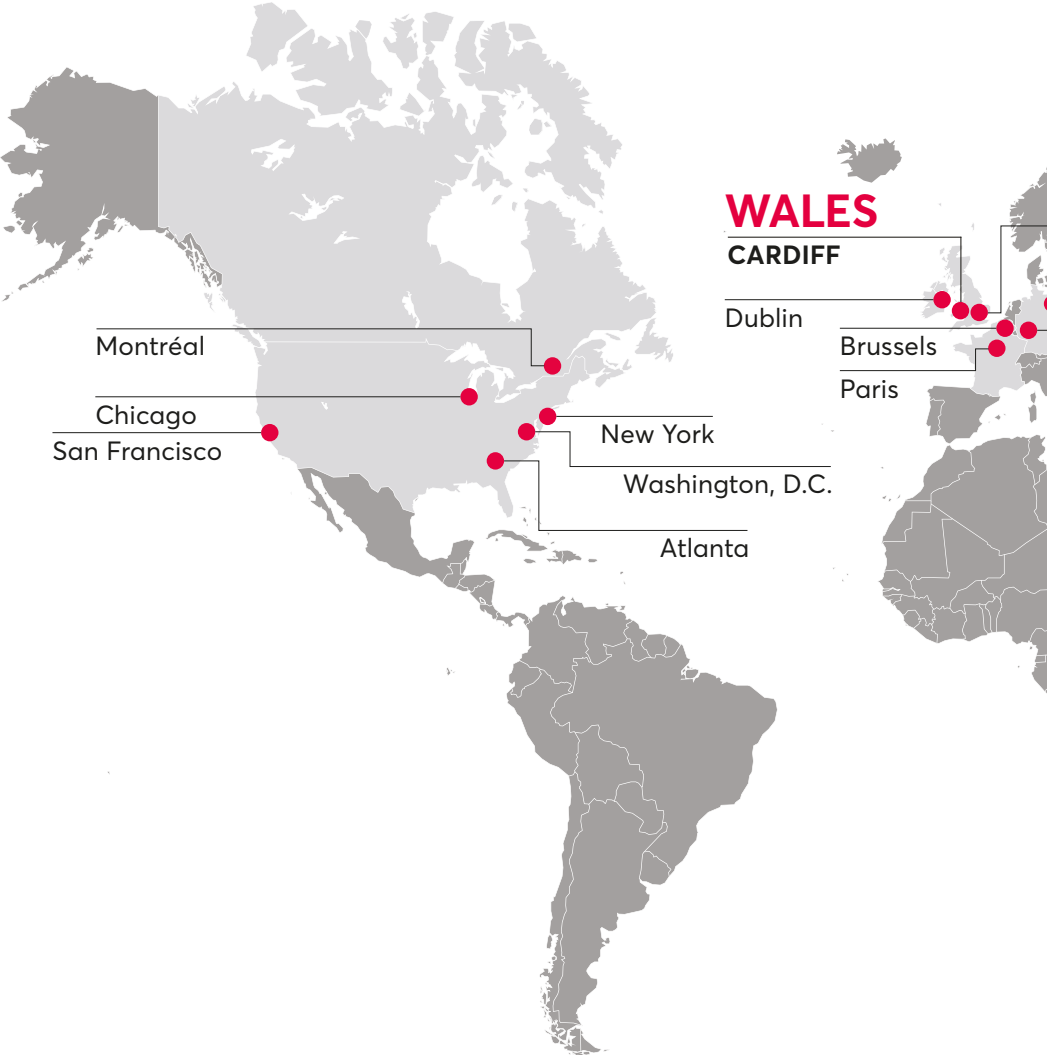 WALES
CARDIFF
Dublin
Brussels
Paris
Montréal
Chicago
San Francisco
New York
Washington, D.C.
Atlanta